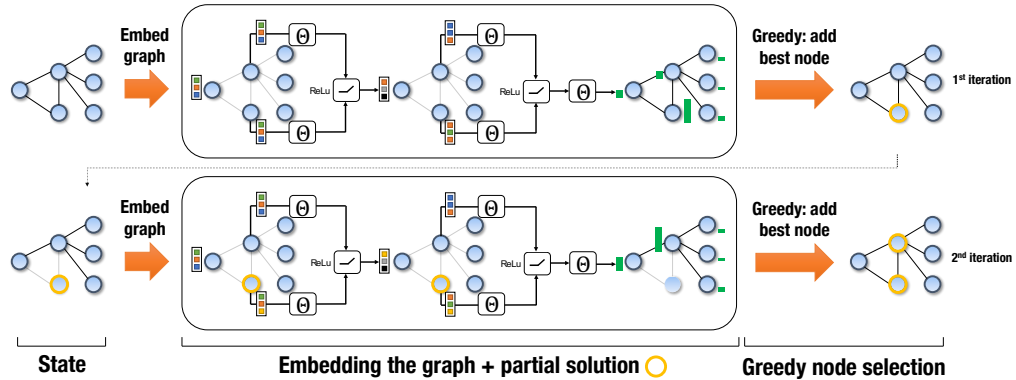 Embed
graph
Θ
ReLu
Θ
Θ
ReLu
Θ
Θ
Greedy: add
best node
1st iteration
Embed
graph
Θ
ReLu
Θ
Θ
ReLu
Θ
Θ
Greedy: add
best node
2nd iteration
State
Embedding the graph + partial solution
Greedy node selection